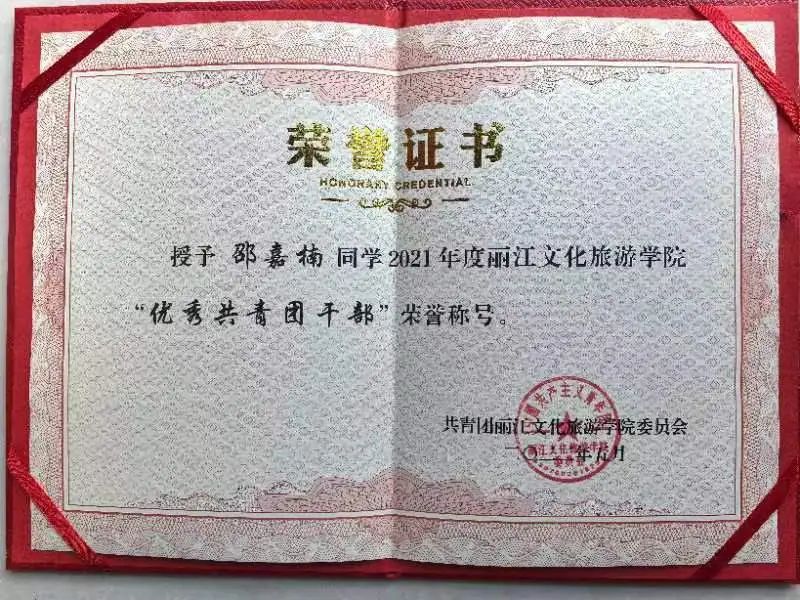 荣誉证书
HONORARY CREDENTIAL
授予 邵嘉楠 同学2021年度丽江文化旅游学院
“优秀共青团干部”荣誉称号。
共青团丽江文化旅游学院委员会
年五月